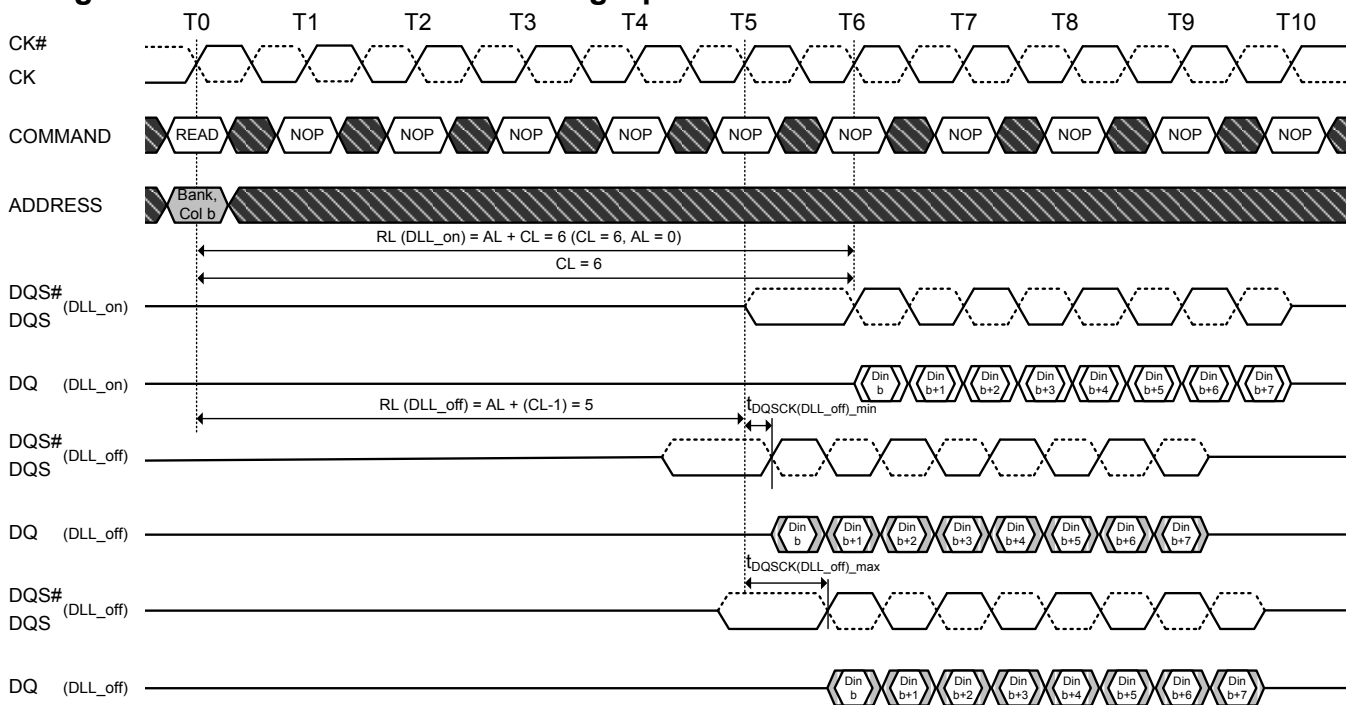 T0 T1 T2 T3 T4 T5 T6 T7 T8 T9 T10
CK#
CK
COMMAND READ NOP NOP NOP NOP NOP NOP NOP NOP NOP NOP
ADDRESS Bank,
Col b
RL (DLL_on) = AL + CL = 6 (CL = 6, AL = 0)
CL = 6
DQS# (DLL_on)
DQS
DQ (DLL_on) Din b Din b+1 Din b+2 Din b+3 Din b+4 Din b+5 Din b+6 Din b+7
RL (DLL_off) = AL + (CL-1) = 5 tDQSCK(DLL_off)_min
DQS# (DLL_off)
DQS
DQ (DLL_off) Din b Din b+1 Din b+2 Din b+3 Din b+4 Din b+5 Din b+6 Din b+7
tDQSCK(DLL_off)_max
DQS# (DLL_off)
DQS
DQ (DLL_off) Din b Din b+1 Din b+2 Din b+3 Din b+4 Din b+5 Din b+6 Din b+7